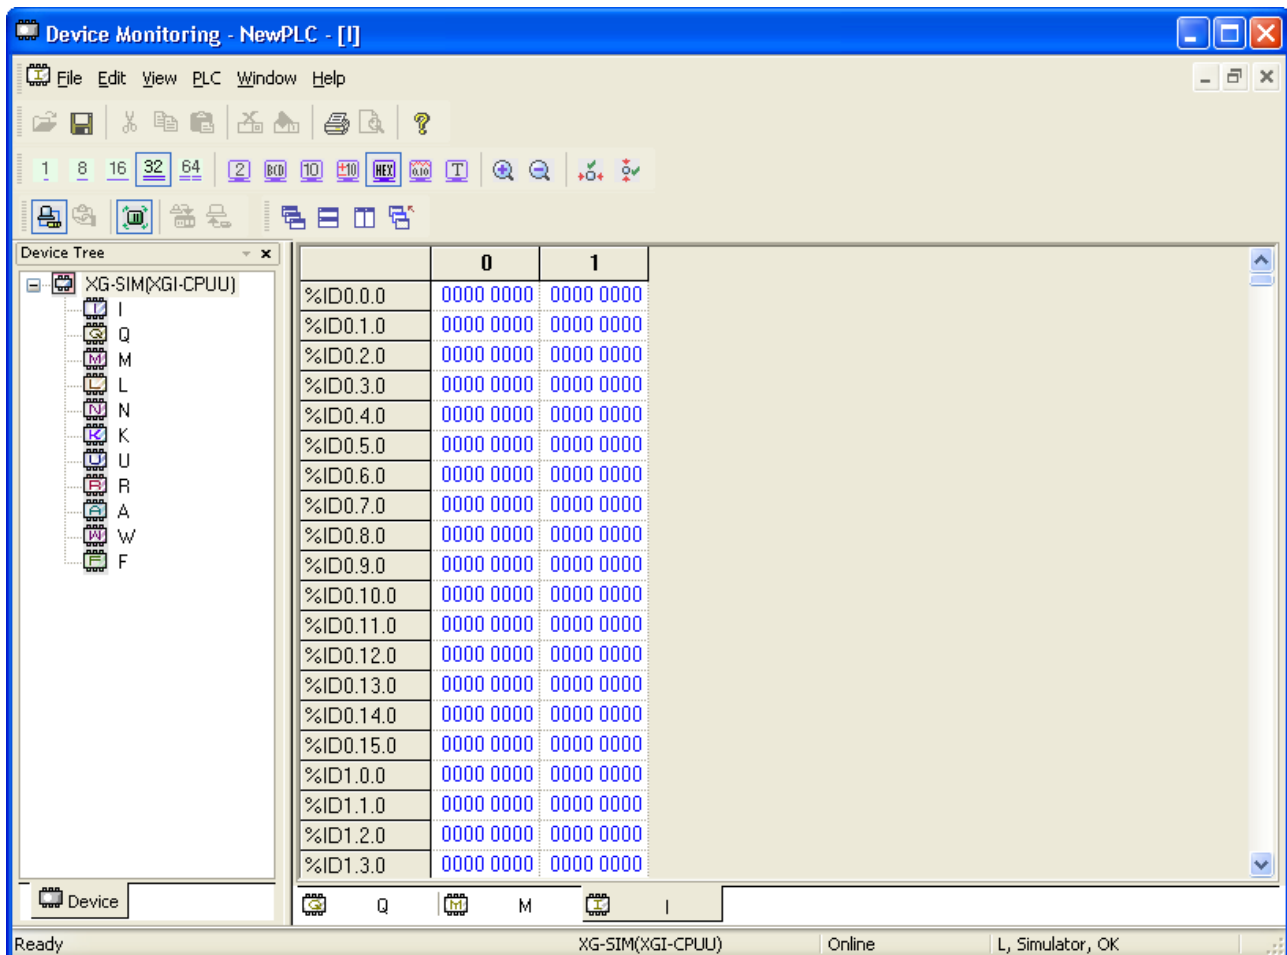 Device Monitoring - NewPLC - [I]
File Edit View PLC Window Help
1 8 16 32 64 2 BCD 10 ±10 HEX 0.10 T
Device Tree
XG-SIM(XGI-CPUU)
I
Q
M
L
N
K
U
R
A
W
F
0 1
%ID0.0.0 0000 0000 0000 0000
%ID0.1.0 0000 0000 0000 0000
%ID0.2.0 0000 0000 0000 0000
%ID0.3.0 0000 0000 0000 0000
%ID0.4.0 0000 0000 0000 0000
%ID0.5.0 0000 0000 0000 0000
%ID0.6.0 0000 0000 0000 0000
%ID0.7.0 0000 0000 0000 0000
%ID0.8.0 0000 0000 0000 0000
%ID0.9.0 0000 0000 0000 0000
%ID0.10.0 0000 0000 0000 0000
%ID0.11.0 0000 0000 0000 0000
%ID0.12.0 0000 0000 0000 0000
%ID0.13.0 0000 0000 0000 0000
%ID0.14.0 0000 0000 0000 0000
%ID0.15.0 0000 0000 0000 0000
%ID1.0.0 0000 0000 0000 0000
%ID1.1.0 0000 0000 0000 0000
%ID1.2.0 0000 0000 0000 0000
%ID1.3.0 0000 0000 0000 0000
Device
Q M I
Ready XG-SIM(XGI-CPUU) Online L, Simulator, OK